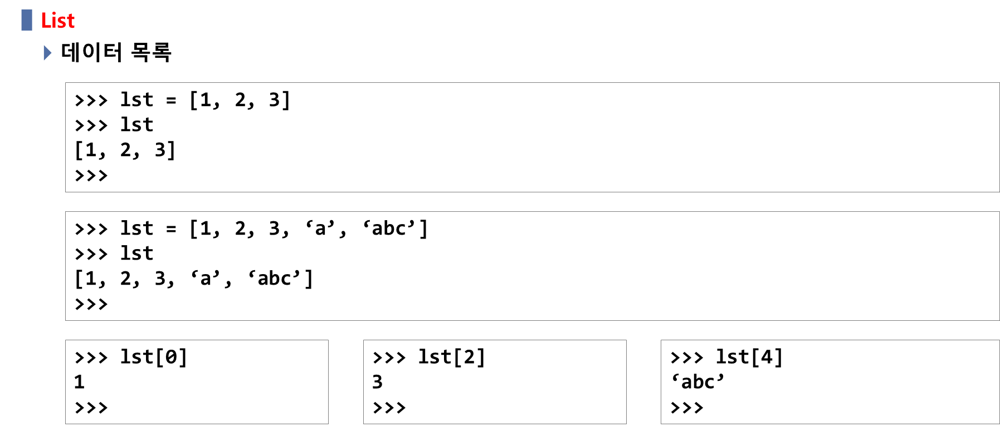 List
데이터 목록
>>> lst = [1, 2, 3]
>>> lst
[1, 2, 3]
>>>
>>> lst = [1, 2, 3, ‘a’, ‘abc’]
>>> lst
[1, 2, 3, ‘a’, ‘abc’]
>>>
>>> lst[0]
1
>>>
>>> lst[2]
3
>>>
>>> lst[4]
‘abc’
>>>